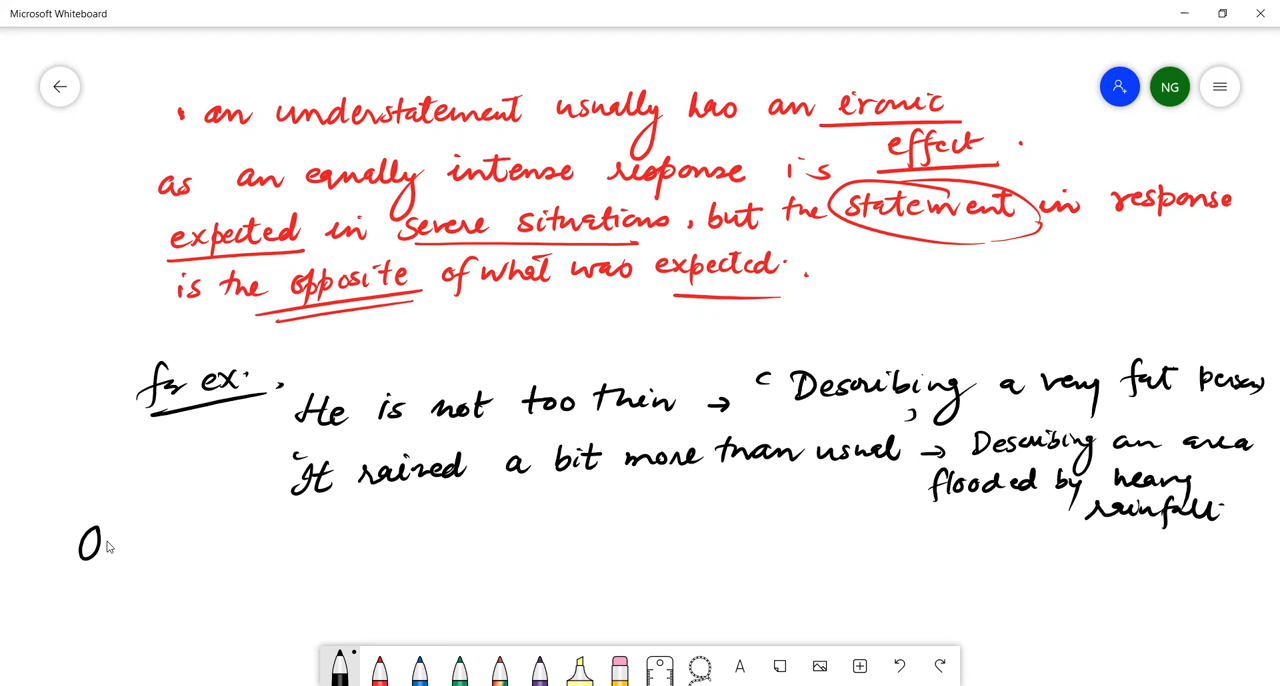 Microsoft Whiteboard
NG
• an understatement usually has an ironic
effect.
as an equally intense response is
expected in severe situations, but the statement in response
is the opposite of what was expected.
for ex.
He is not too thin → Describing a very fat person
It rained a bit more than usual → Describing an area
flooded by heavy
rainfall.
O
A